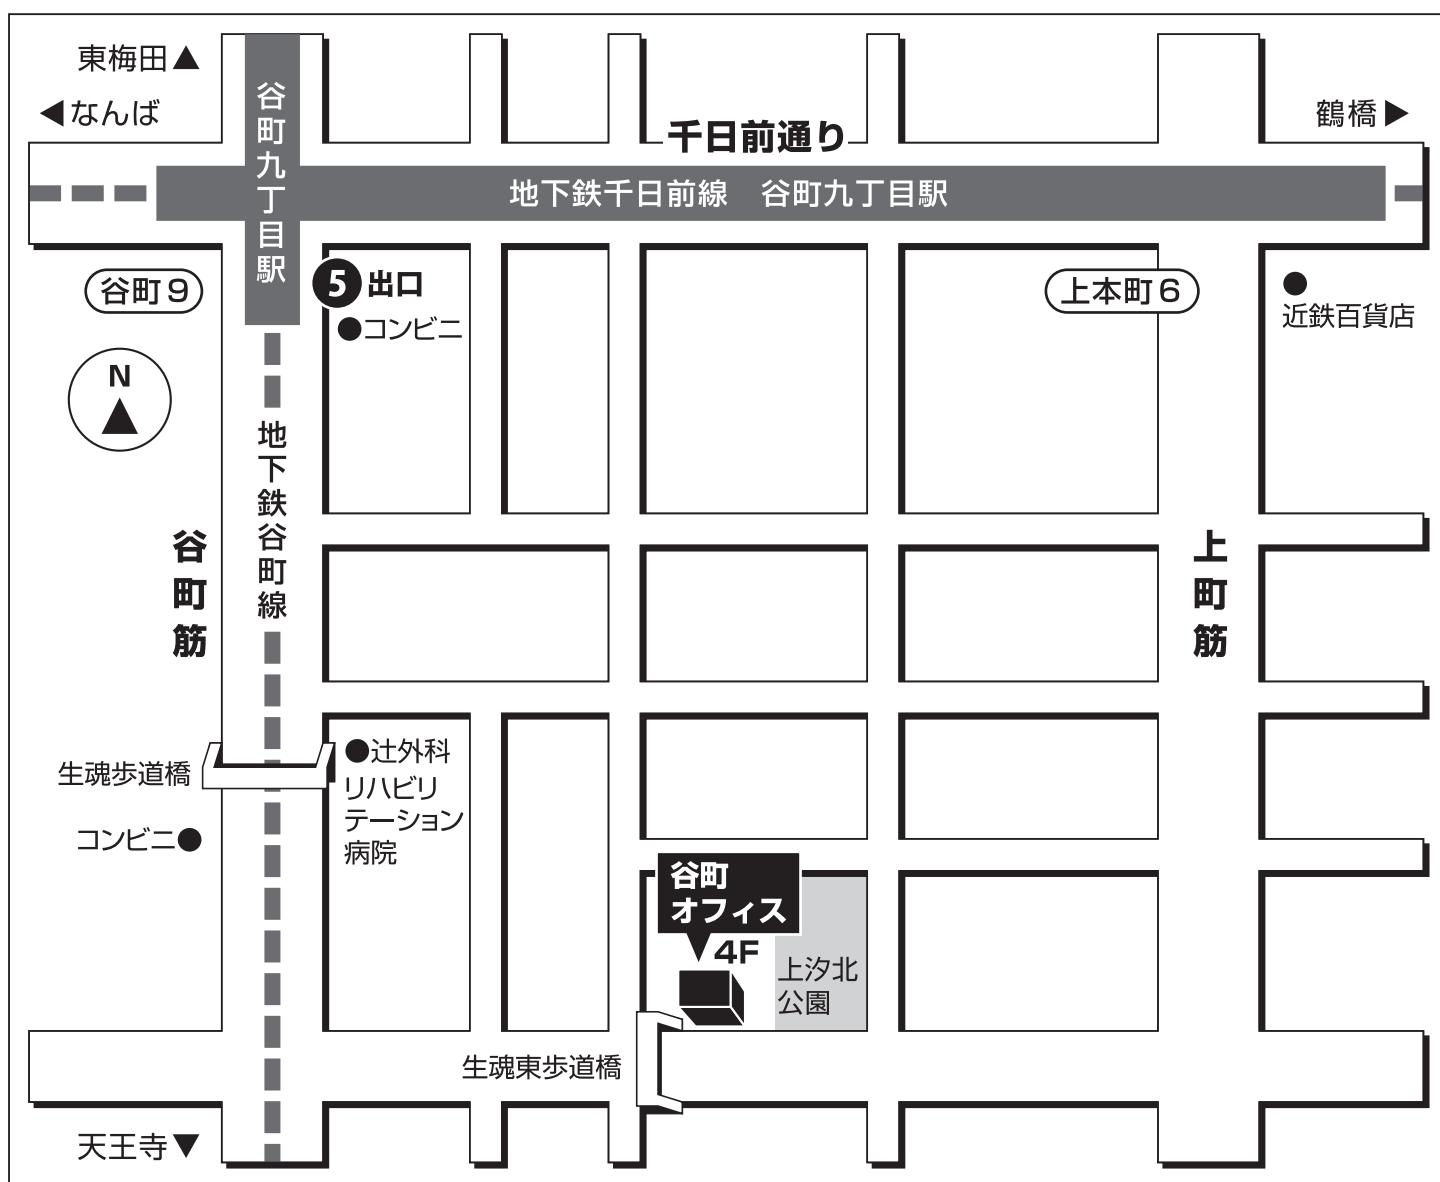 東梅田▲
◀なんば
谷町九丁目駅
千日前通り
鶴橋▶
地下鉄千日前線　谷町九丁目駅
谷町9
5出口
●コンビニ
上本町6
●
近鉄百貨店
N
▲
地下鉄谷町線
谷町筋
上町筋
生魂歩道橋
●辻外科
リハビリ
テーション
病院
コンビニ●
谷町
オフィス
4F
上汐北
公園
生魂東歩道橋
天王寺▼